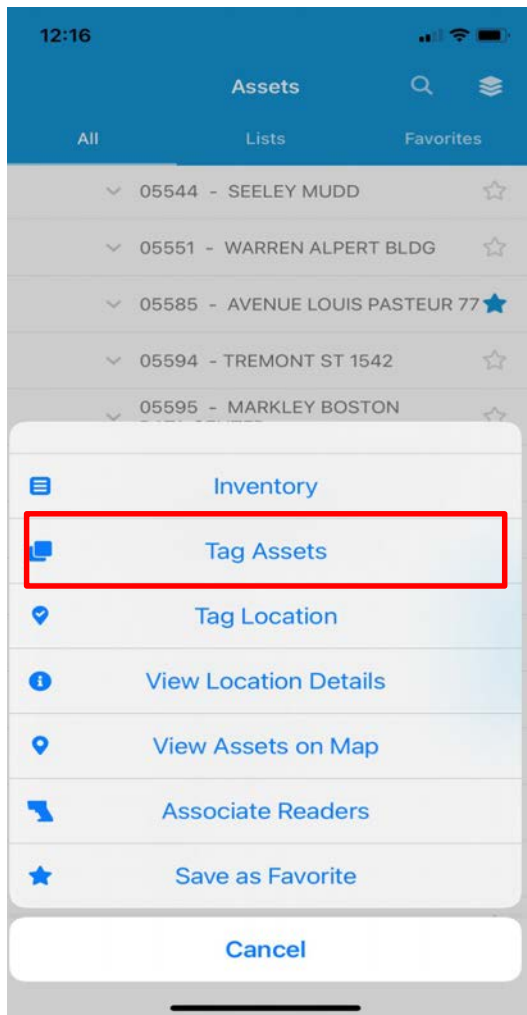 12:16
Assets
All Lists Favorites
05544 - SEELEY MUDD
05551 - WARREN ALPERT BLDG
05585 - AVENUE LOUIS PASTEUR 77
05594 - TREMONT ST 1542
05595 - MARKLEY BOSTON
Inventory
Tag Assets
Tag Location
View Location Details
View Assets on Map
Associate Readers
Save as Favorite
Cancel